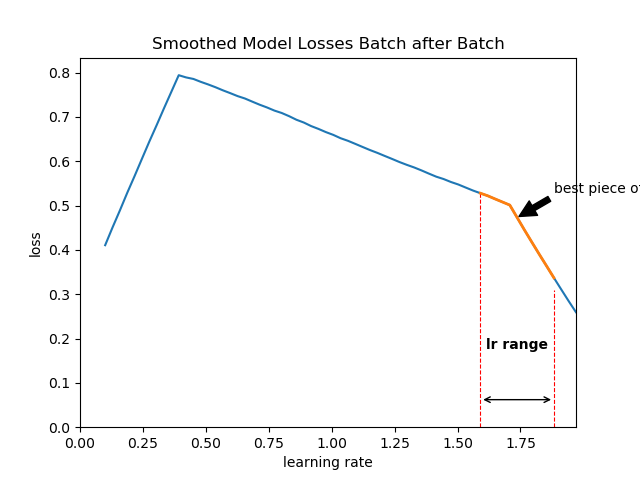 Smoothed Model Losses Batch after Batch
0.8
0.7
0.6
best piece of
0.5
loss
0.4
0.3
lr range
0.2
0.1
0.0
0.00 0.25 0.50 0.75 1.00 1.25 1.50 1.75
learning rate